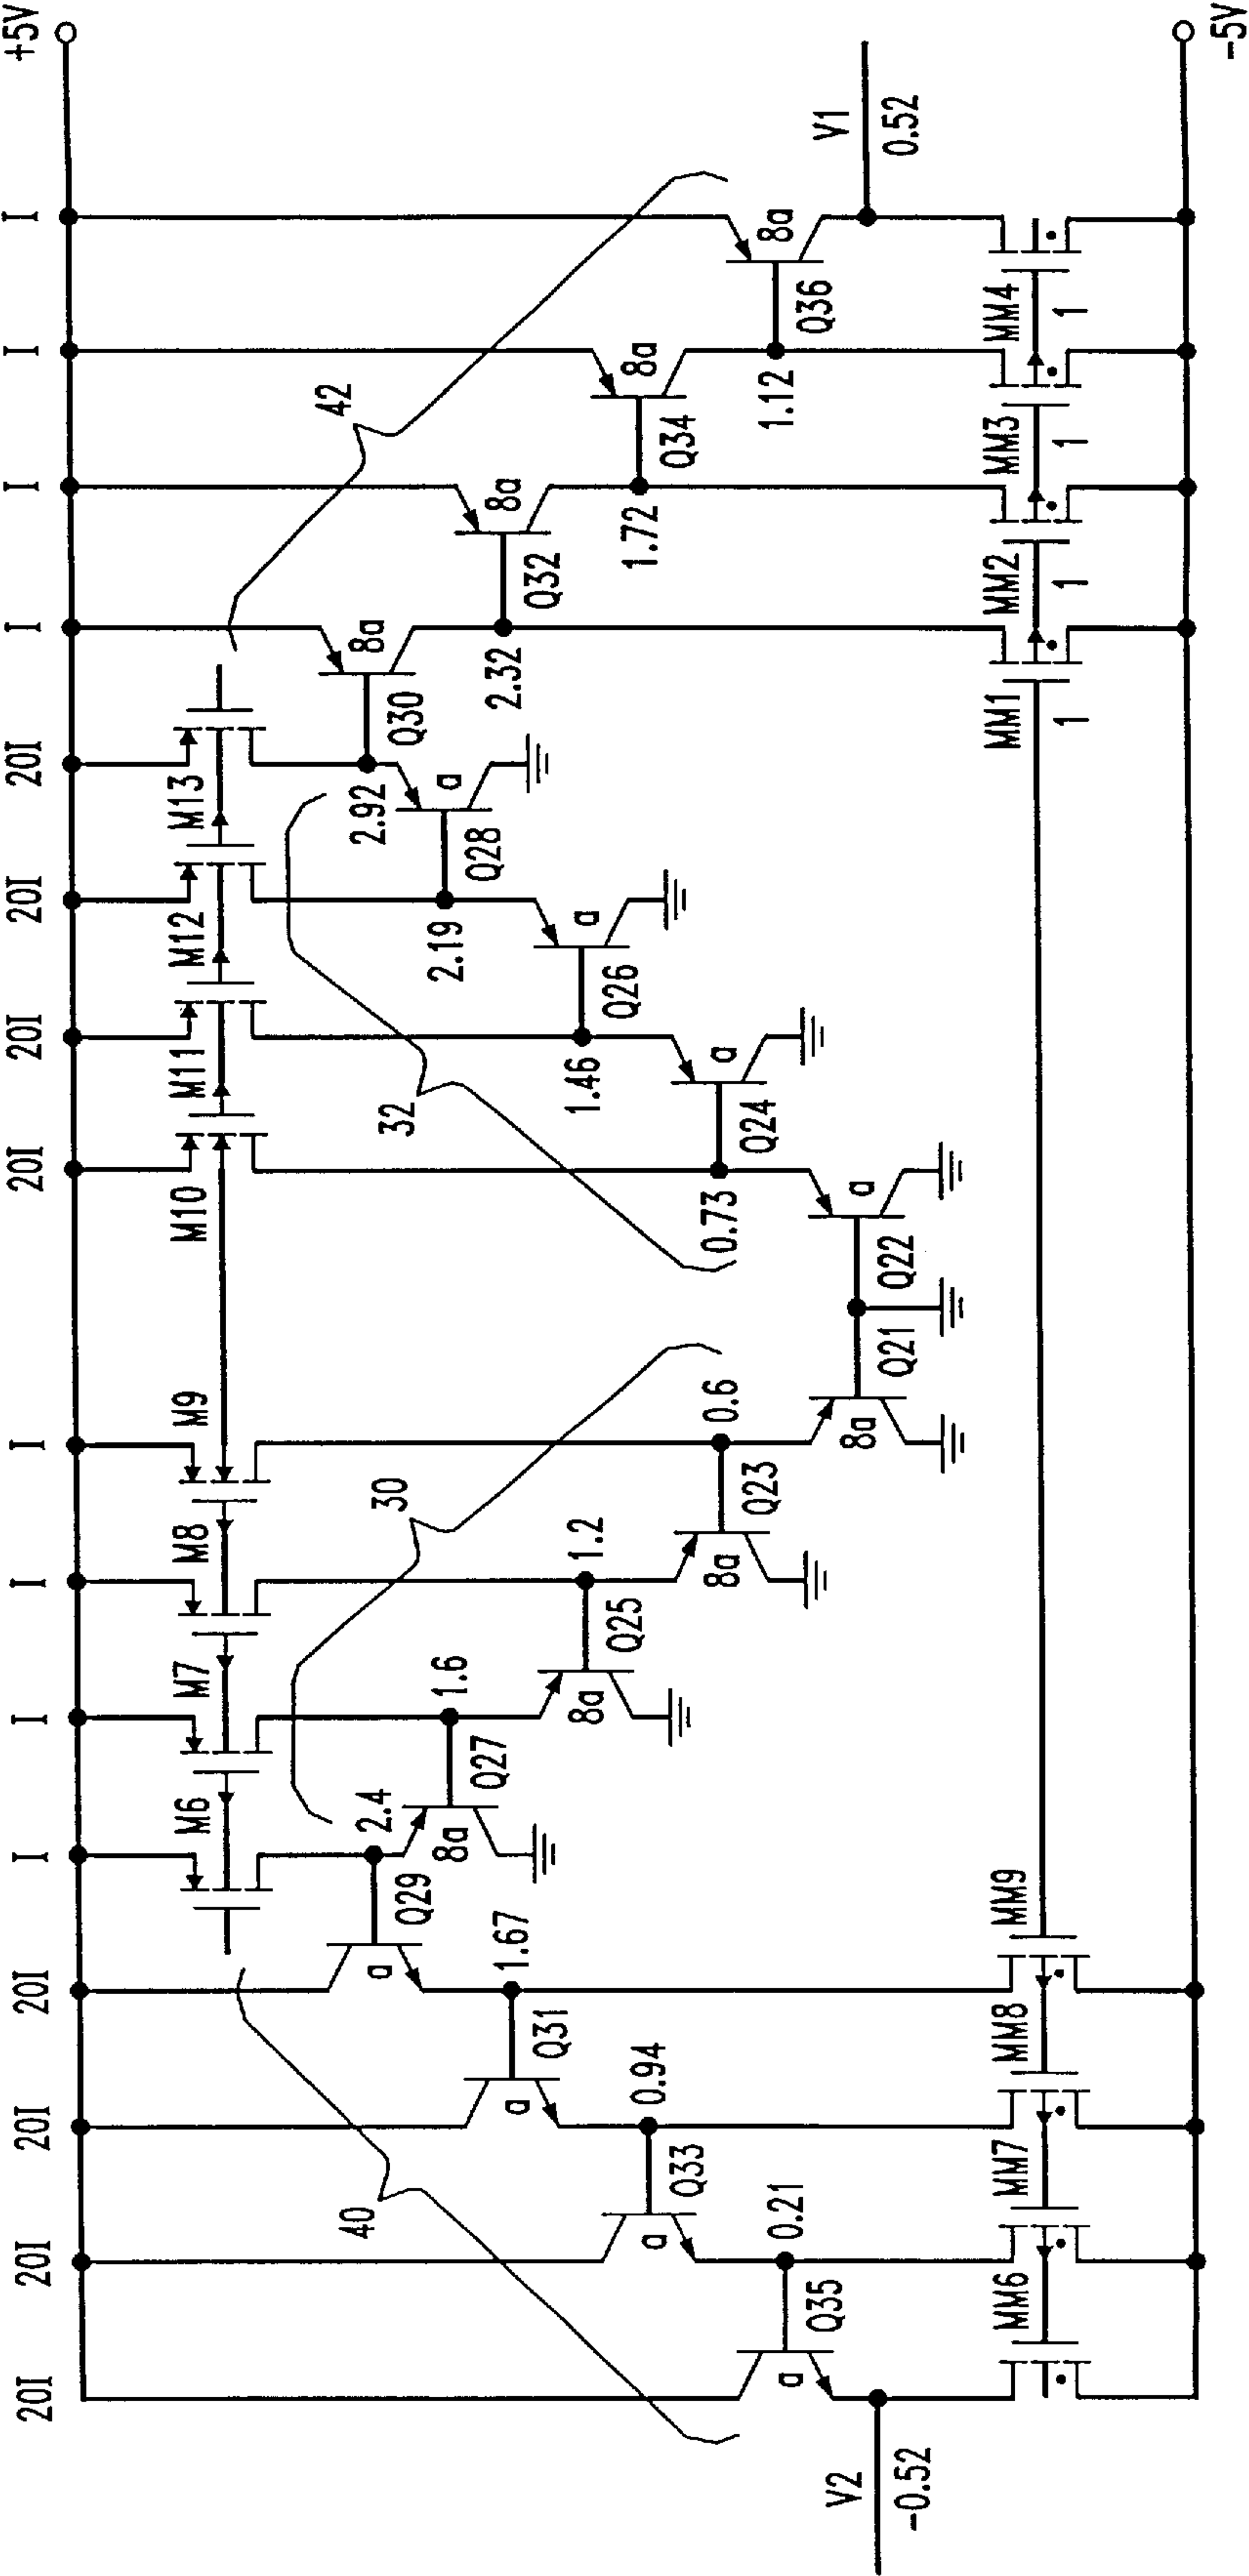 +5V
I
I
I
I
20I
20I
20I
20I
I
I
I
I
20I
20I
20I
20I
V1
0.52
8a
Q36
1.12
8a
Q34
1.72
8a
Q32
2.32
8a
Q30
2.92
42
M13
M12
M11
M10
a
Q28
2.19
a
Q26
1.46
a
Q24
0.73
a
Q22
32
Q21
8a
0.6
Q23
8a
1.2
Q25
8a
1.6
Q27
8a
2.4
30
M9
M8
M7
M6
Q29
a
1.67
Q31
a
0.94
Q33
a
0.21
Q35
a
40
V2
-0.52
MM4
1
MM3
1
MM2
1
MM1
1
MM9
MM8
MM7
MM6
-5V